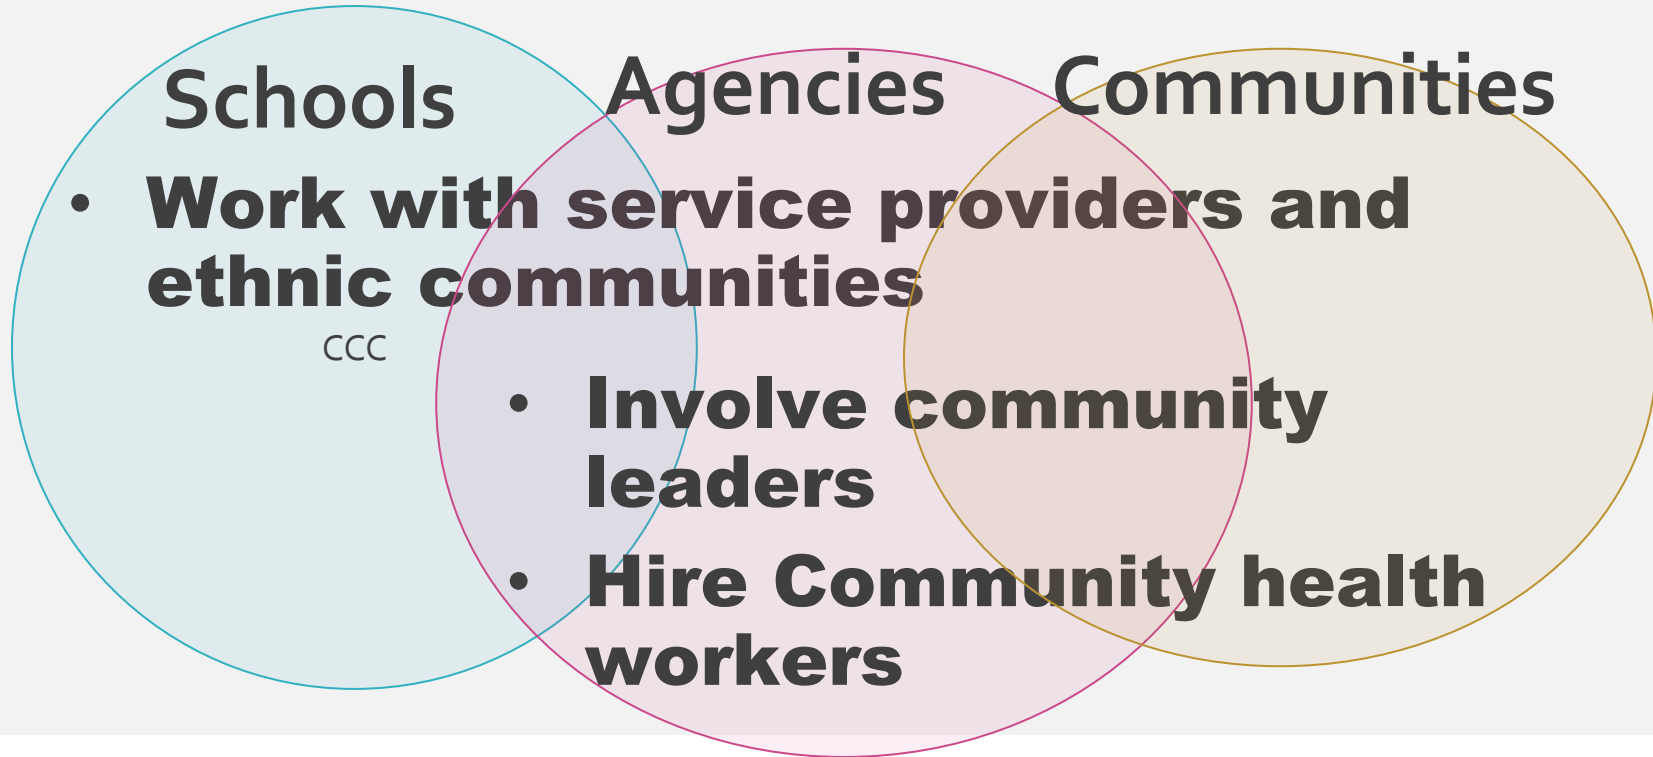 Schools
Agencies
Communities
• Work with service providers and
ethnic communities
CCC
• Involve community
leaders
• Hire Community health
workers